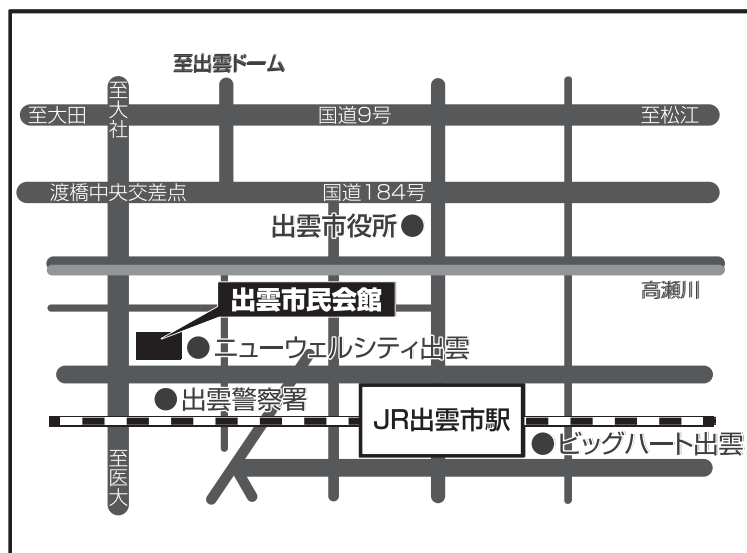 至出雲ドーム
至大社
至大田
国道9号
至松江
渡橋中央交差点
国道184号
出雲市役所
高瀬川
出雲市民会館
ニューウェルシティ出雲
出雲警察署
JR出雲市駅
ビッグハート出雲
至医大